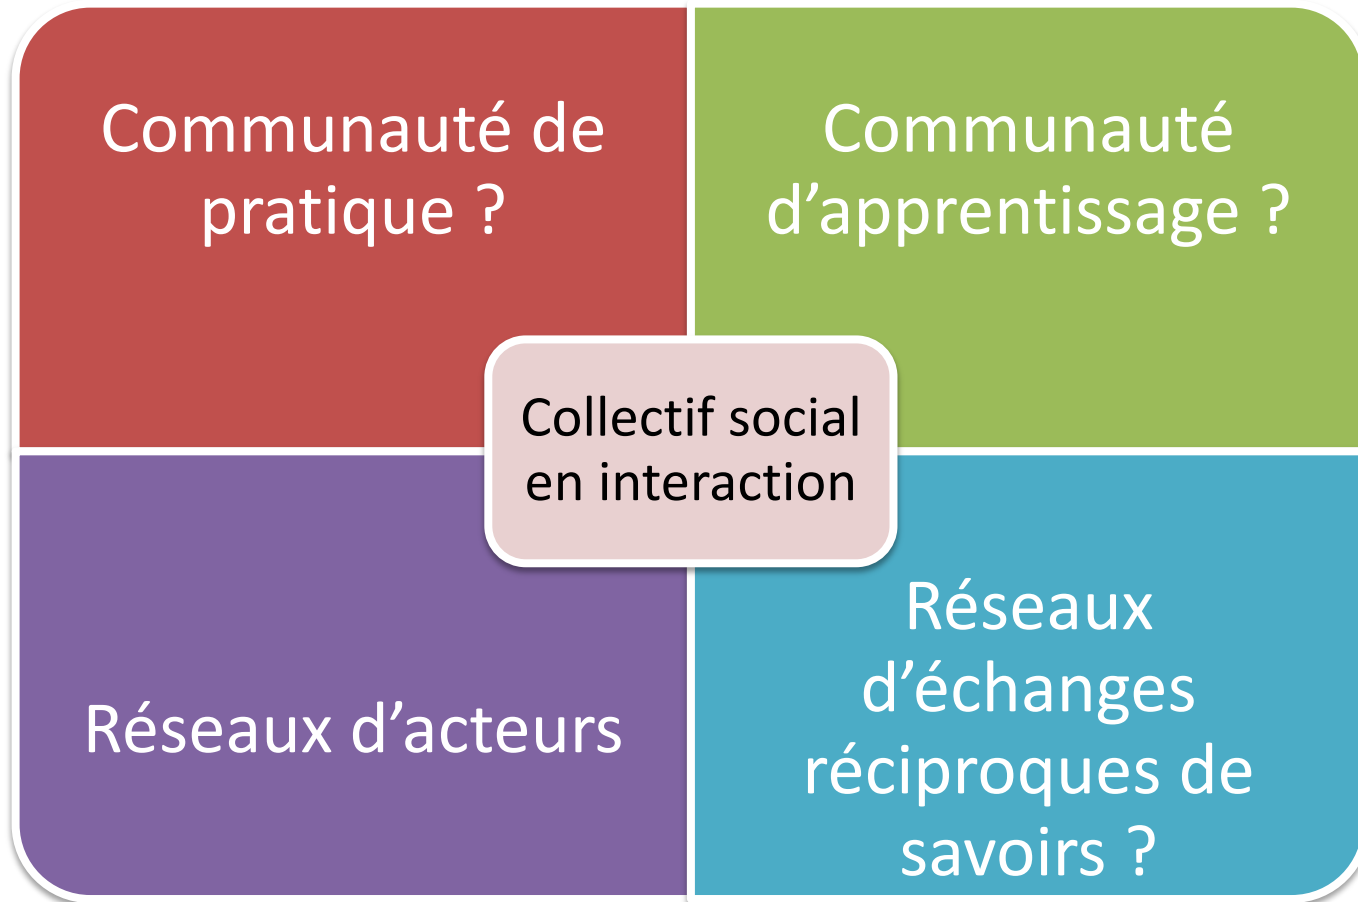 Communauté de
pratique ?
Communauté
d’apprentissage ?
Collectif social
en interaction
Réseaux d’acteurs
Réseaux
d’échanges
réciproques de
savoirs ?